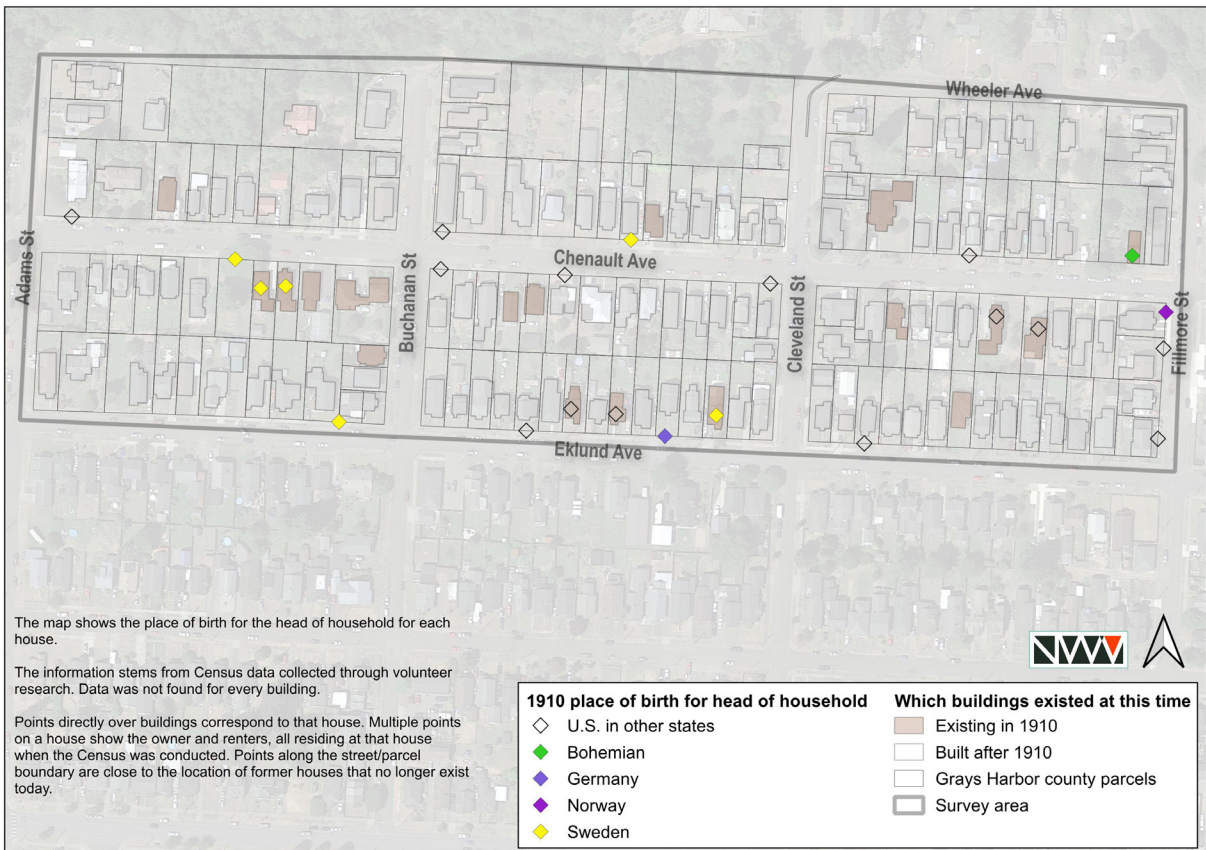 Wheeler Ave
Chenault Ave
Adams St
Buchanan St
Cleveland St
Fillmore St
Eklund Ave
The map shows the place of birth for the head of household for each
house.
The information stems from Census data collected through volunteer
research. Data was not found for every building.
Points directly over buildings correspond to that house. Multiple points
on a house show the owner and renters, all residing at that house
when the Census was conducted. Points along the street/parcel
boundary are close to the location of former houses that no longer exist
today.
NWV
1910 place of birth for head of household
U.S. in other states
Bohemian
Germany
Norway
Sweden
Which buildings existed at this time
Existing in 1910
Built after 1910
Grays Harbor county parcels
Survey area